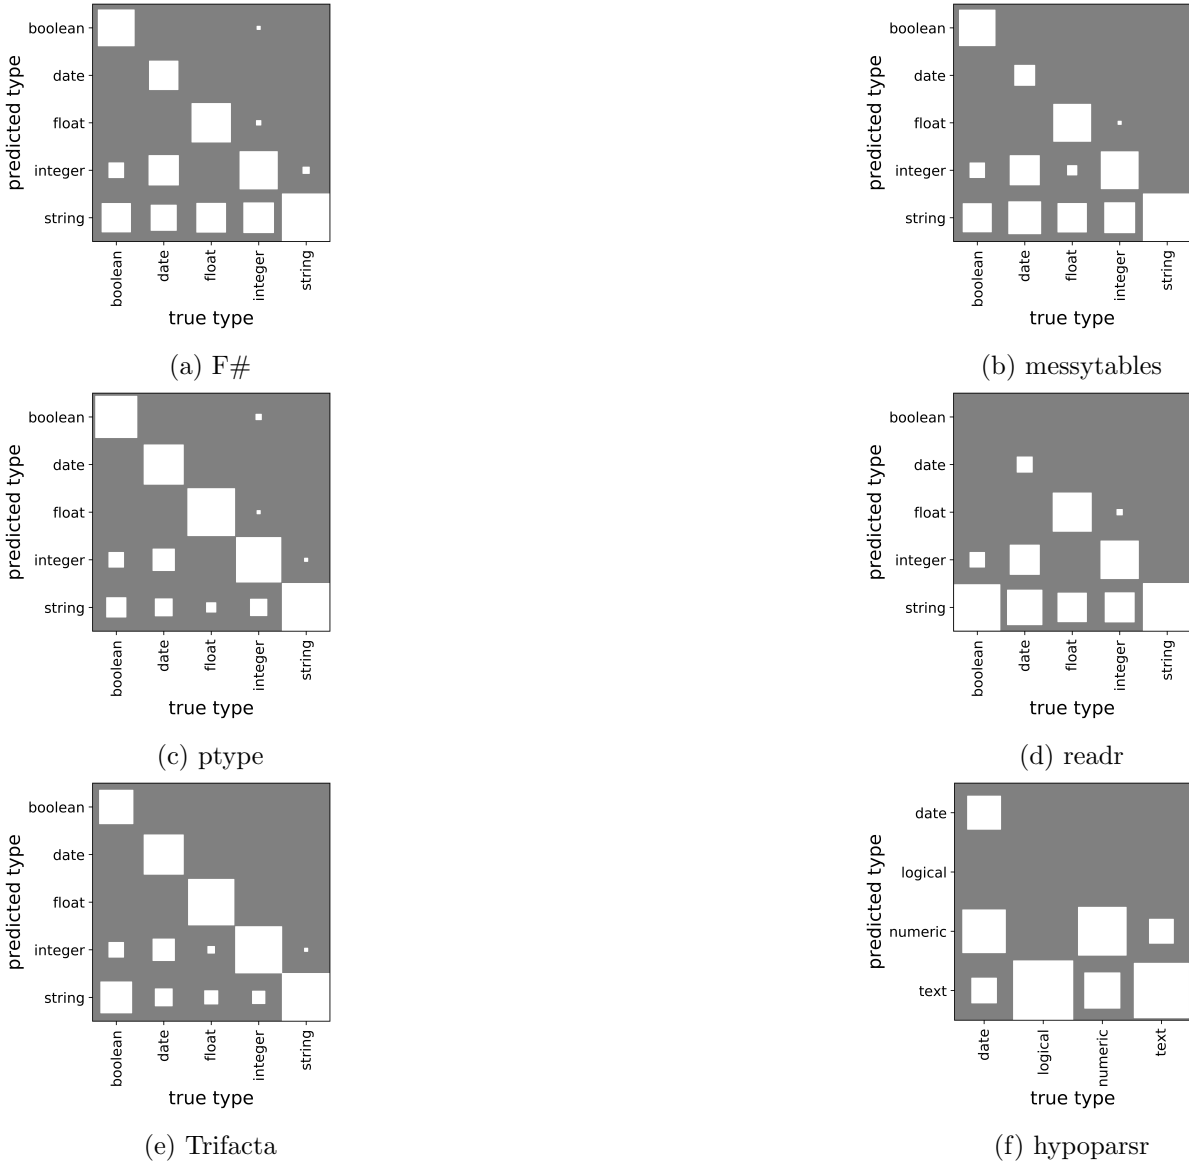 predicted type
boolean
date
float
integer
string
boolean
date
float
integer
string
true type
(a) F#
predicted type
boolean
date
float
integer
string
boolean
date
float
integer
string
true type
(b) messytables
predicted type
boolean
date
float
integer
string
boolean
date
float
integer
string
true type
(c) ptype
predicted type
boolean
date
float
integer
string
boolean
date
float
integer
string
true type
(d) readr
predicted type
boolean
date
float
integer
string
boolean
date
float
integer
string
true type
(e) Trifacta
predicted type
date
logical
numeric
text
date
logical
numeric
text
true type
(f) hypoparsr